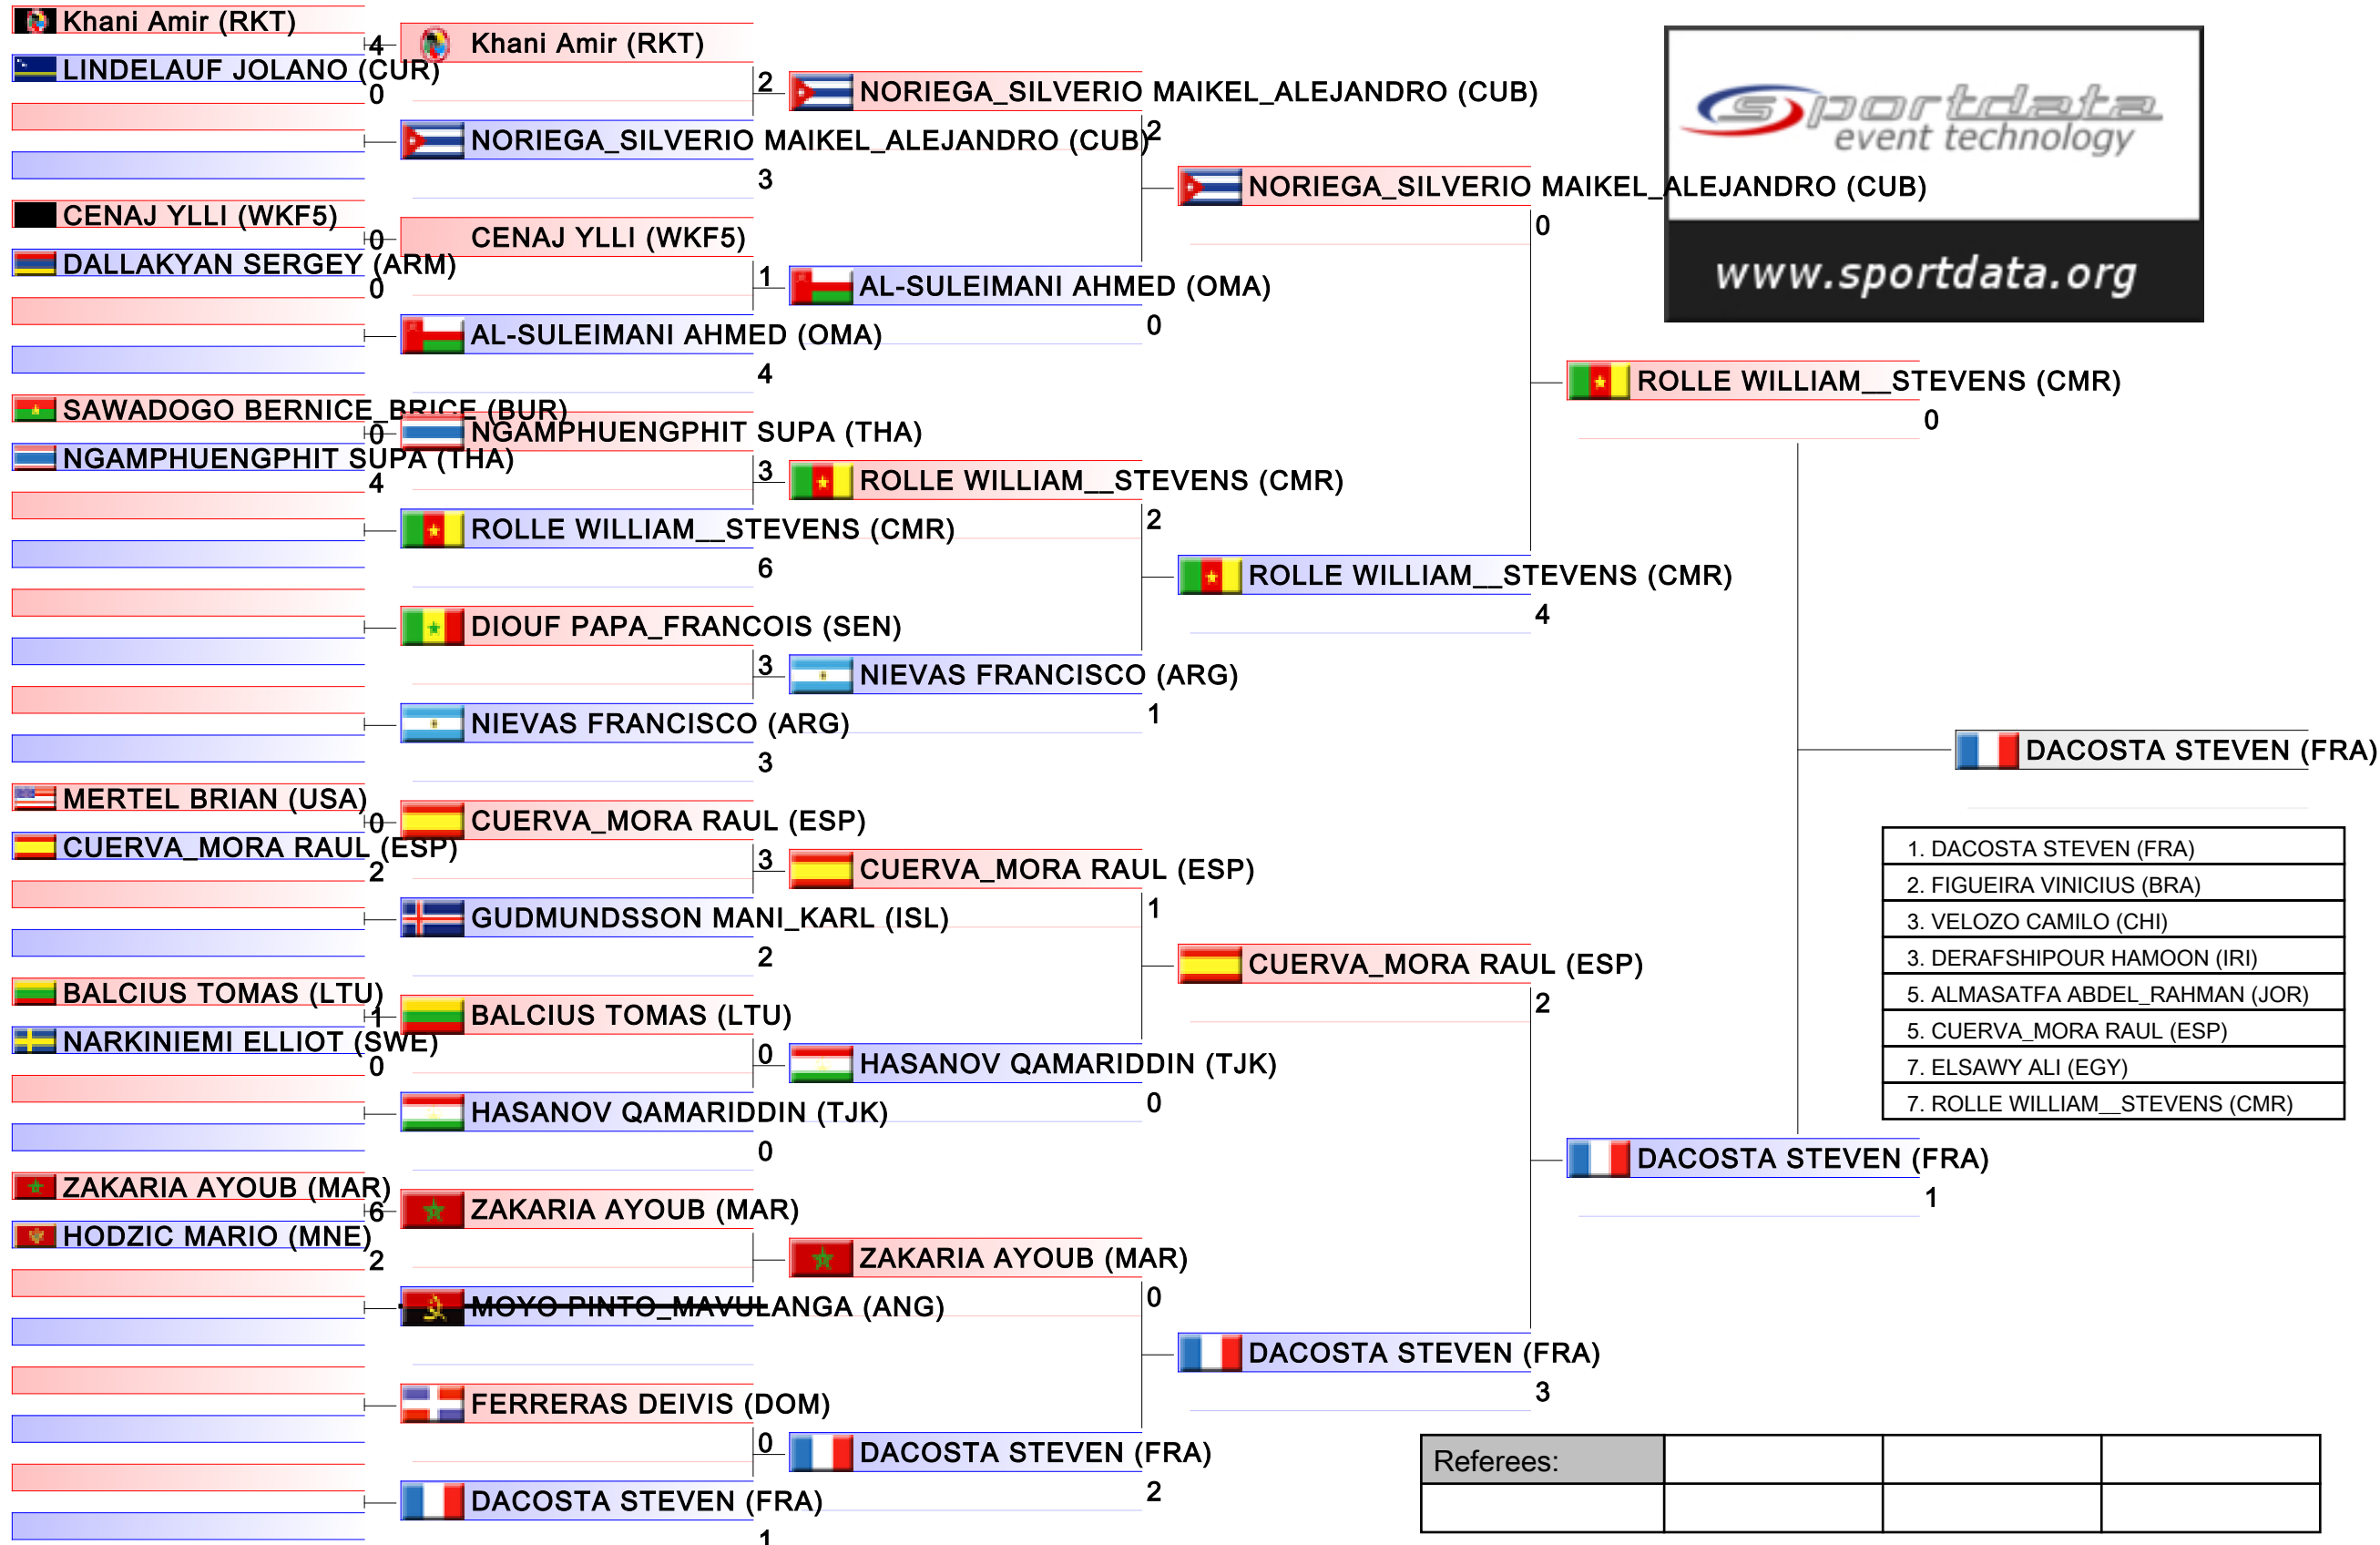 Khani Amir (RKT)
4
LINDELAUF JOLANO (CUR)
0
CENAJ YLLI (WKF5)
0
DALLAKYAN SERGEY (ARM)
0
SAWADOGO BERNICE_BRICE (BUR)
0
NGAMPHUENGPHIT SUPA (THA)
4
MERTEL BRIAN (USA)
0
CUERVA_MORA RAUL (ESP)
2
BALCIUS TOMAS (LTU)
1
NARKINIEMI ELLIOT (SWE)
0
ZAKARIA AYOUB (MAR)
6
HODZIC MARIO (MNE)
2
Khani Amir (RKT)
2
NORIEGA_SILVERIO MAIKEL_ALEJANDRO (CUB)
3
CENAJ YLLI (WKF5)
1
AL-SULEIMANI AHMED (OMA)
4
NGAMPHUENGPHIT SUPA (THA)
3
ROLLE WILLIAM__STEVENS (CMR)
6
DIOUF PAPA_FRANCOIS (SEN)
3
NIEVAS FRANCISCO (ARG)
3
CUERVA_MORA RAUL (ESP)
3
GUDMUNDSSON MANI_KARL (ISL)
2
BALCIUS TOMAS (LTU)
0
HASANOV QAMARIDDIN (TJK)
0
ZAKARIA AYOUB (MAR)
MOYO PINTO_MAVULANGA (ANG)
FERRERAS DEIVIS (DOM)
0
DACOSTA STEVEN (FRA)
1
NORIEGA_SILVERIO MAIKEL_ALEJANDRO (CUB)
2
AL-SULEIMANI AHMED (OMA)
0
ROLLE WILLIAM__STEVENS (CMR)
2
NIEVAS FRANCISCO (ARG)
1
CUERVA_MORA RAUL (ESP)
1
HASANOV QAMARIDDIN (TJK)
0
ZAKARIA AYOUB (MAR)
0
DACOSTA STEVEN (FRA)
2
NORIEGA_SILVERIO MAIKEL_ALEJANDRO (CUB)
0
ROLLE WILLIAM__STEVENS (CMR)
4
CUERVA_MORA RAUL (ESP)
2
DACOSTA STEVEN (FRA)
3
ROLLE WILLIAM__STEVENS (CMR)
0
DACOSTA STEVEN (FRA)
1
DACOSTA STEVEN (FRA)
sportdata
event technology
www.sportdata.org
1. DACOSTA STEVEN (FRA)
2. FIGUEIRA VINICIUS (BRA)
3. VELOZO CAMILO (CHI)
3. DERAFSHIPOUR HAMOON (IRI)
5. ALMASATFA ABDEL_RAHMAN (JOR)
5. CUERVA_MORA RAUL (ESP)
7. ELSAWY ALI (EGY)
7. ROLLE WILLIAM__STEVENS (CMR)
Referees: